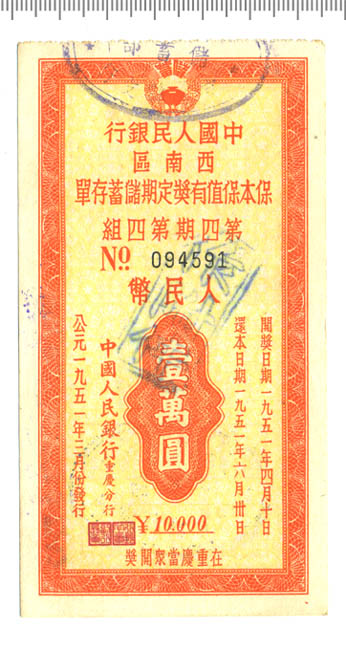 儲蓄部
中國人民銀行
西南區
保本保值有獎定期儲蓄存單
第四期第四組
No. 094591
人民幣
壹萬圓
開獎日期一九五一年四月十日
還本日期一九五一年六月卅日
中國人民銀行重慶分行
公元一九五一年三月份發行
¥10.000
在重慶當眾開獎